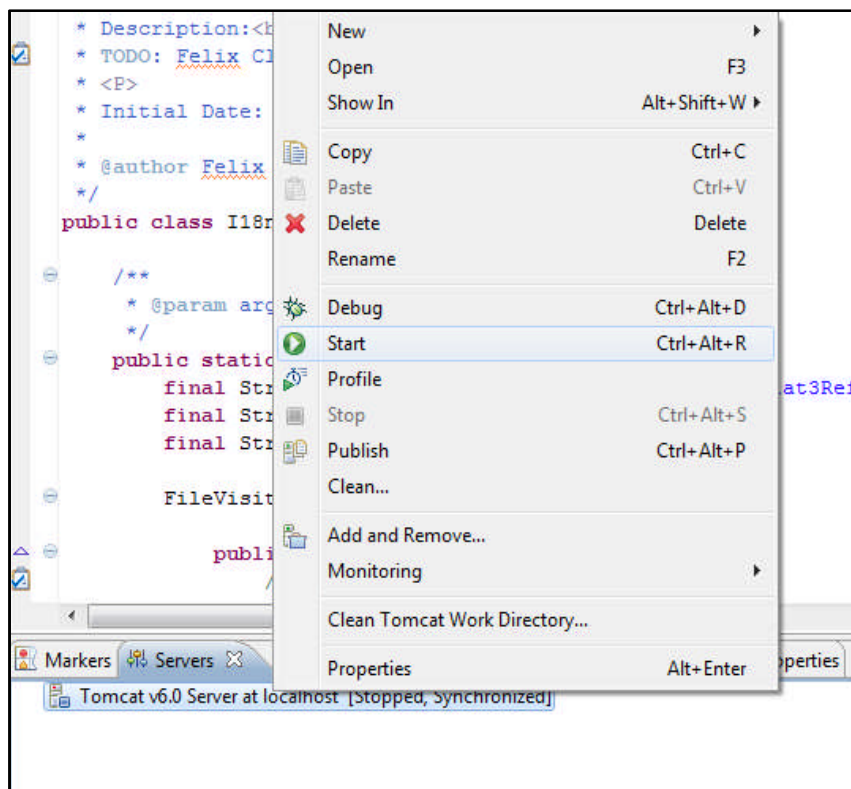 * Description:<b
* TODO: Felix Cl
* <P>
* Initial Date:
*
* @author Felix
*/
public class I18n
/**
* @param arg
*/
public static
final Str
at3Ref
final Str
final Str
FileVisit
publi
/
New
Open F3
Show In Alt+Shift+W
Copy Ctrl+C
Paste Ctrl+V
Delete Delete
Rename F2
Debug Ctrl+Alt+D
Start Ctrl+Alt+R
Profile
Stop Ctrl+Alt+S
Publish Ctrl+Alt+P
Clean...
Add and Remove...
Monitoring
Clean Tomcat Work Directory...
Properties Alt+Enter
Markers Servers operties
Tomcat v6.0 Server at localhost [Stopped, Synchronized]